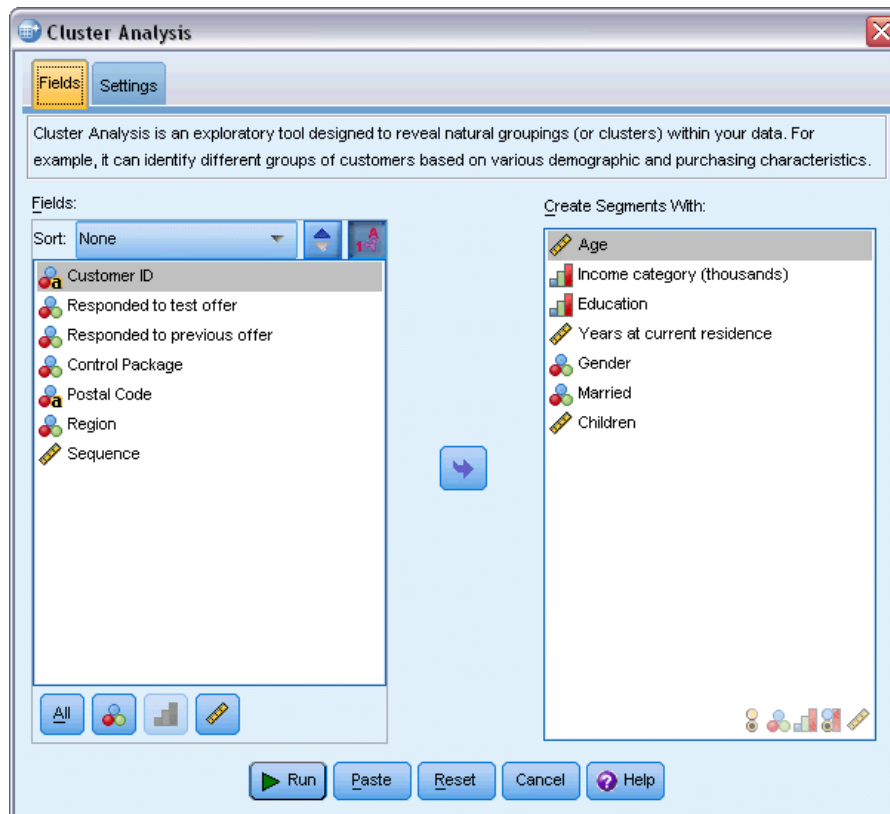 Cluster Analysis
Fields
Settings
Cluster Analysis is an exploratory tool designed to reveal natural groupings (or clusters) within your data. For
example, it can identify different groups of customers based on various demographic and purchasing characteristics.
Fields:
Sort: None
Customer ID
Responded to test offer
Responded to previous offer
Control Package
Postal Code
Region
Sequence
All
Create Segments With:
Age
Income category (thousands)
Education
Years at current residence
Gender
Married
Children
Run
Paste
Reset
Cancel
Help